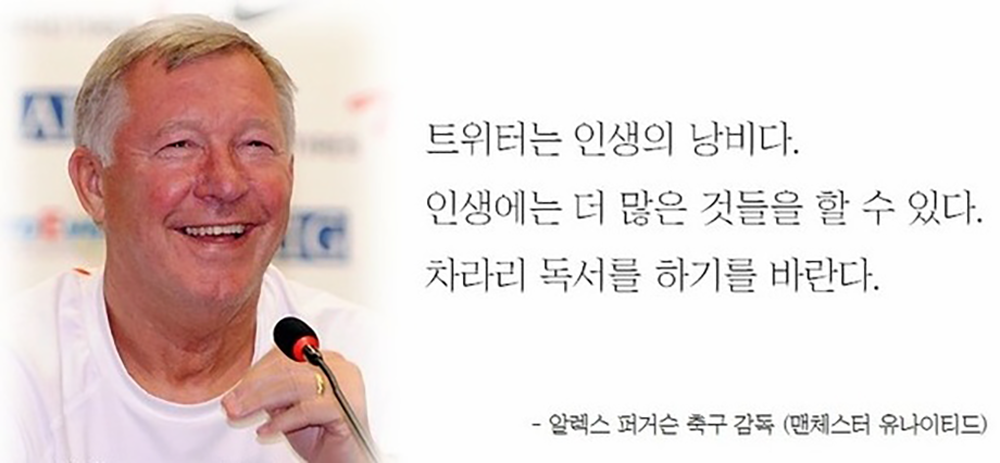 트위터는 인생의 낭비다.
인생에는 더 많은 것들을 할 수 있다.
차라리 독서를 하기를 바란다.
- 알렉스 퍼거슨 축구 감독 (맨체스터 유나이티드)